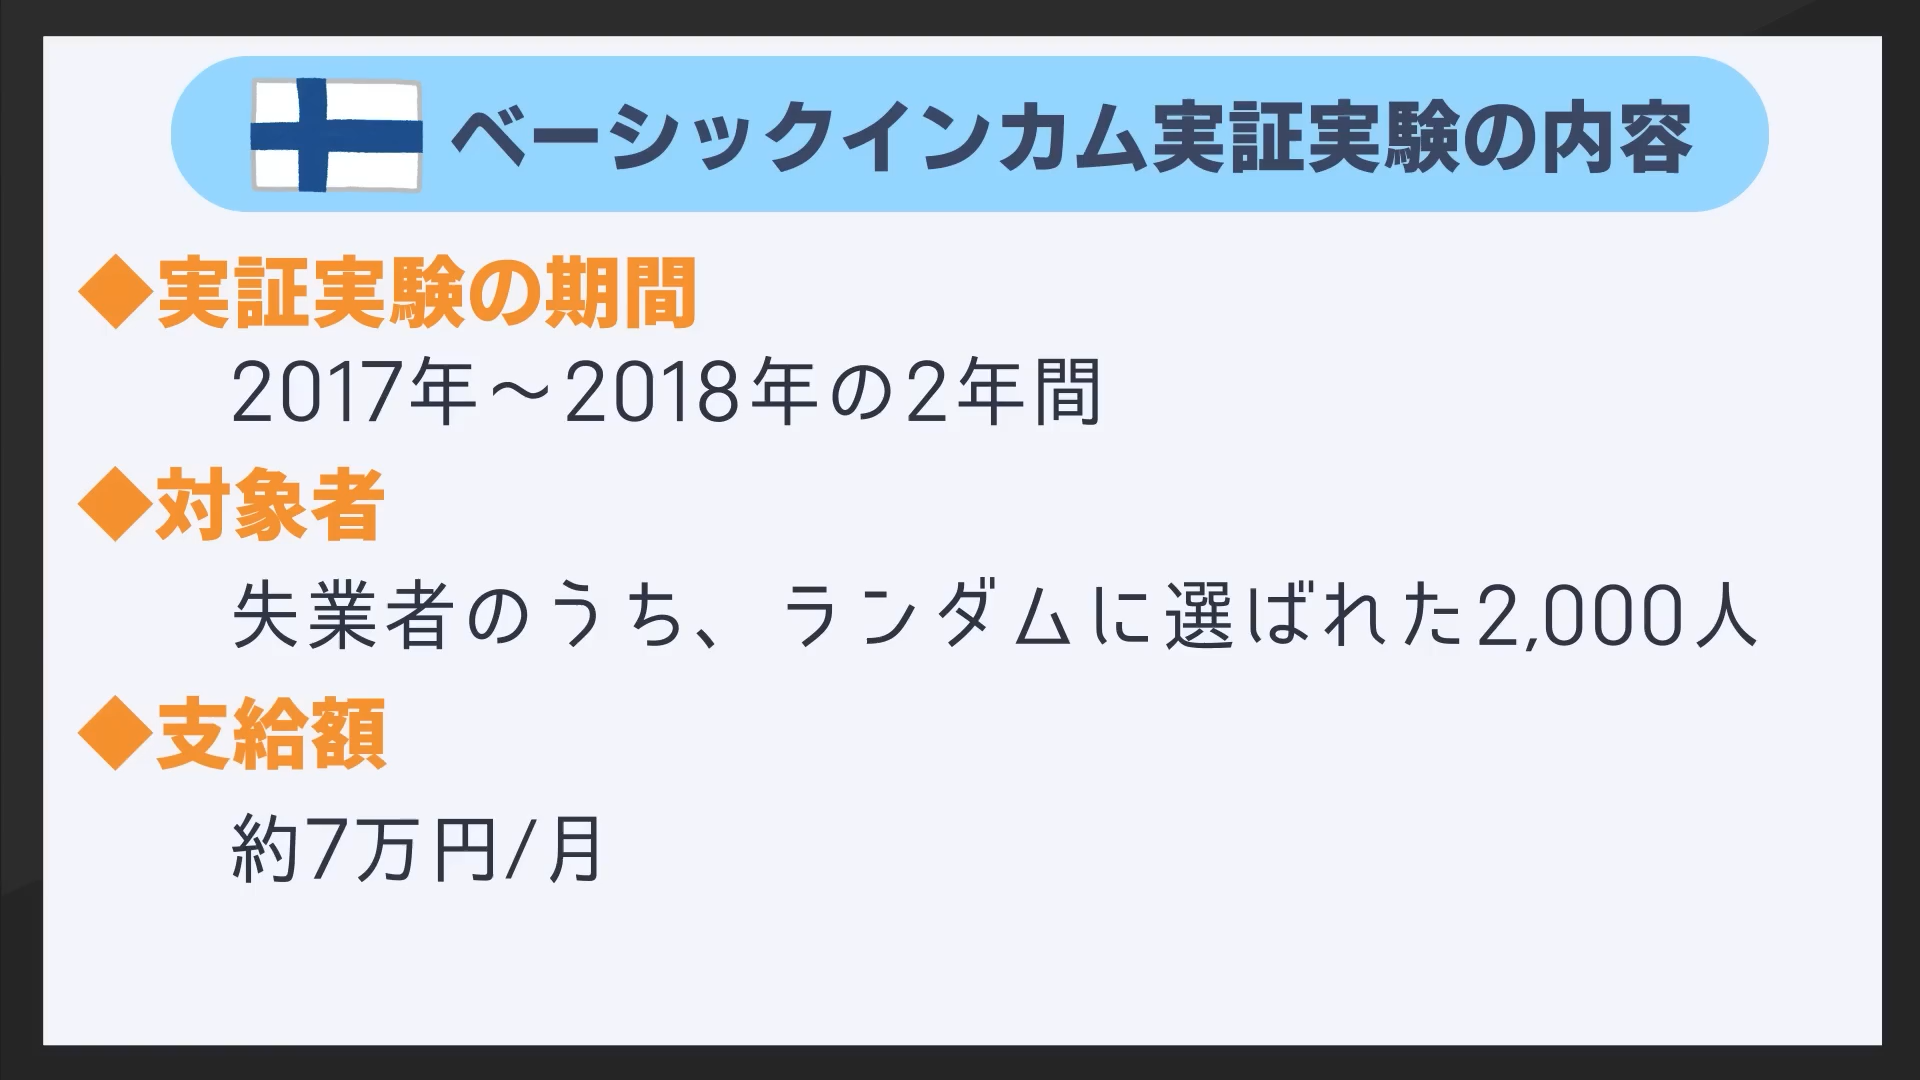 ベーシックインカム実証実験の内容
◆実証実験の期間
2017年～2018年の2年間
◆対象者
失業者のうち、ランダムに選ばれた2,000人
◆支給額
約7万円/月